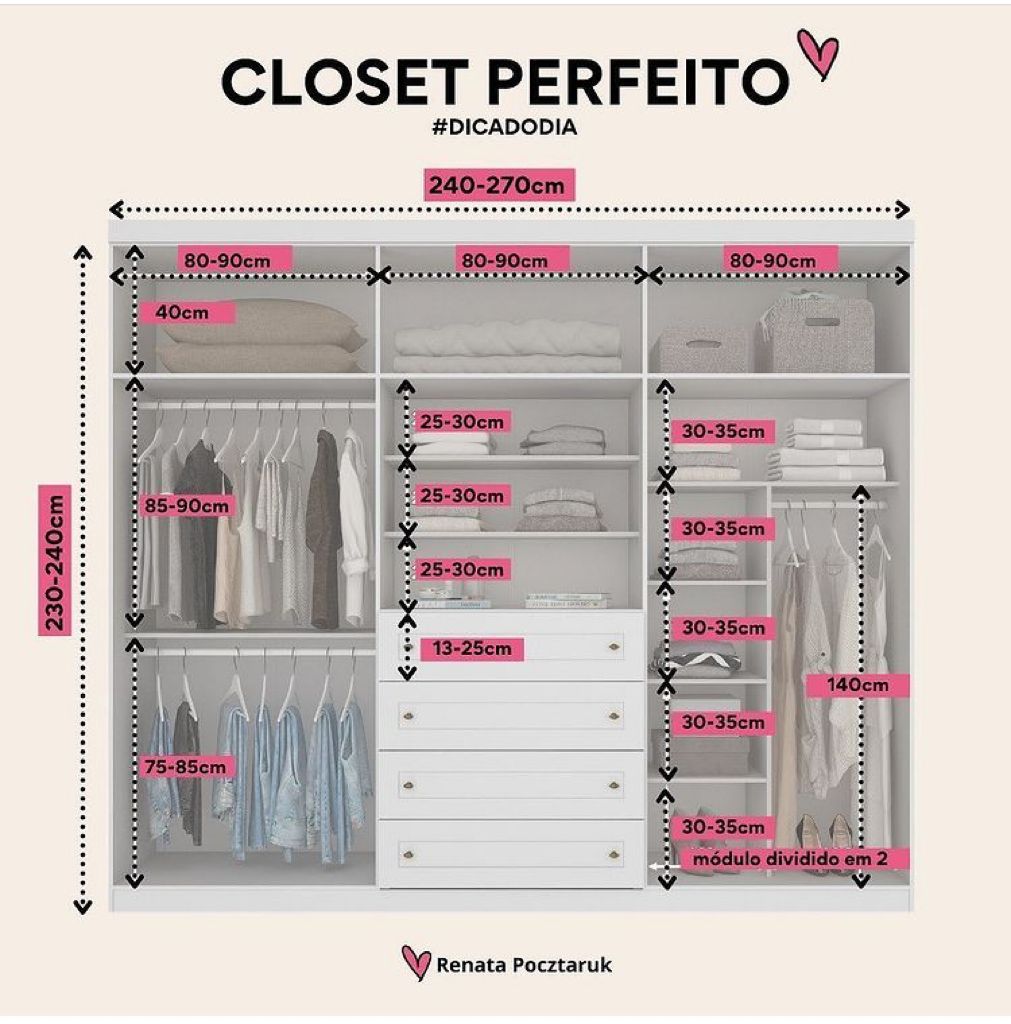 CLOSET PERFEITO
#DICADODIA
240-270cm
80-90cm
80-90cm
80-90cm
40cm
25-30cm
30-35cm
85-90cm
25-30cm
30-35cm
230-240cm
25-30cm
30-35cm
13-25cm
140cm
30-35cm
75-85cm
30-35cm
módulo dividido em 2
Renata Pocztaruk